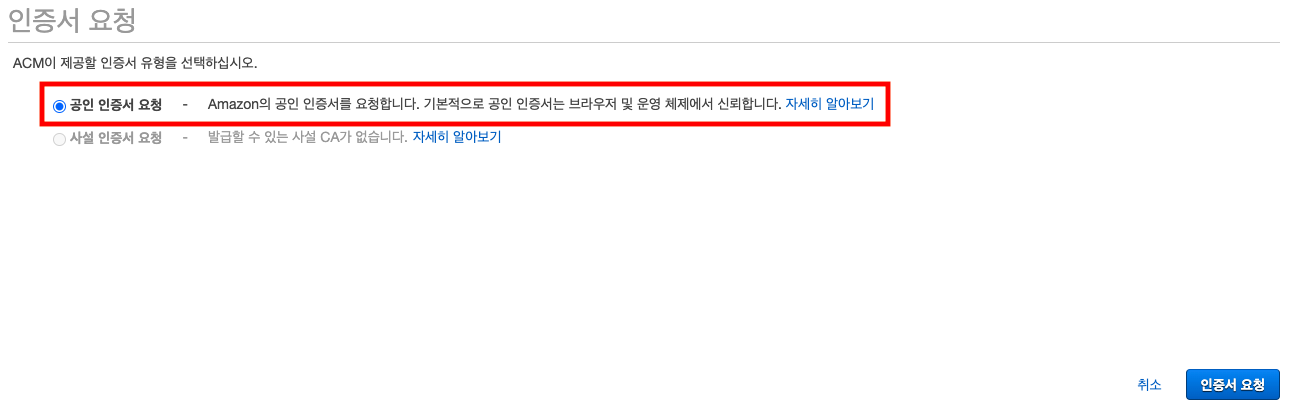 인증서 요청
ACM이 제공할 인증서 유형을 선택하십시오.
공인 인증서 요청 - Amazon의 공인 인증서를 요청합니다. 기본적으로 공인 인증서는 브라우저 및 운영 체제에서 신뢰합니다. 자세히 알아보기
사설 인증서 요청 - 발급할 수 있는 사설 CA가 없습니다. 자세히 알아보기
취소 인증서 요청